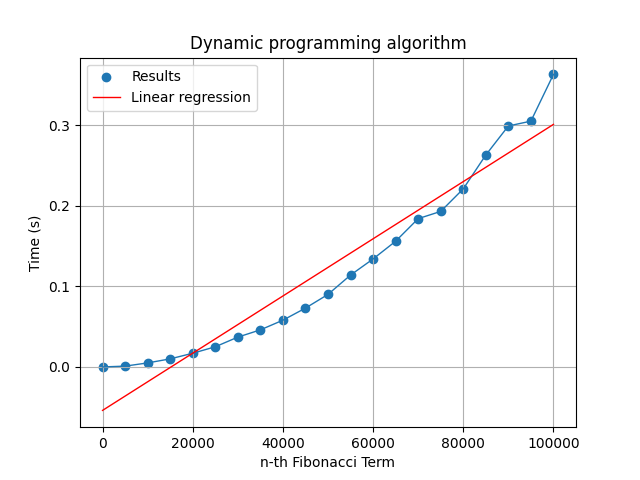 Dynamic programming algorithm
Results
Linear regression
Time (s)
0.3
0.2
0.1
0.0
0 20000 40000 60000 80000 100000
n-th Fibonacci Term